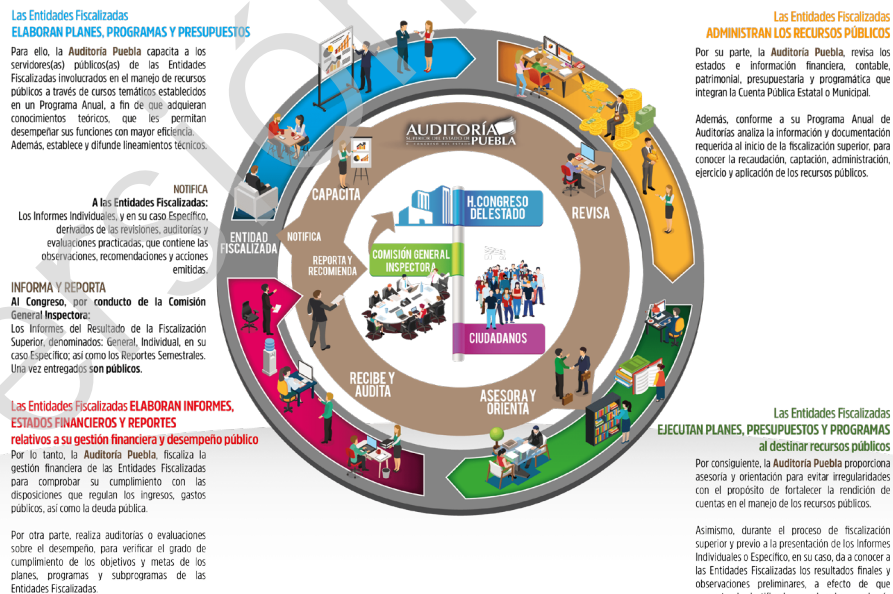 Las Entidades Fiscalizadas
ELABORAN PLANES, PROGRAMAS Y PRESUPUESTOS
Para ello, la Auditoría Puebla capacita a los
servidores(as) públicos(as) de las Entidades
Fiscalizadas involucrados en el manejo de recursos
públicos a través de cursos temáticos establecidos
en un Programa Anual, a fin de que adquieran
conocimientos teóricos, que les permitan
desempeñar sus funciones con mayor eficiencia.
Además, establece y difunde lineamientos técnicos.
NOTIFICA
A las Entidades Fiscalizadas:
Los Informes Individuales, y en su caso Específico,
derivados de las revisiones, auditorías y
evaluaciones practicadas, que contiene las
observaciones, recomendaciones y acciones
emitidas.
INFORMA Y REPORTA
Al Congreso, por conducto de la Comisión
General Inspectora:
Los Informes del Resultado de la Fiscalización
Superior, denominados: General, Individual, en su
caso Específico; así como los Reportes Semestrales.
Una vez entregados son públicos.
Las Entidades Fiscalizadas ELABORAN INFORMES,
ESTADOS FINANCIEROS Y REPORTES
relativos a su gestión financiera y desempeño público
Por lo tanto, la Auditoría Puebla, fiscaliza la
gestión financiera de las Entidades Fiscalizadas
para comprobar su cumplimiento con las
disposiciones que regulan los ingresos, gastos
públicos, así como la deuda pública.
Por otra parte, realiza auditorías o evaluaciones
sobre el desempeño, para verificar el grado de
cumplimiento de los objetivos y metas de los
planes, programas y subprogramas de las
Entidades Fiscalizadas.
AUDITORÍA
PUEBLA
CAPACITA
REVISA
ENTIDAD
FISCALIZADA
NOTIFICA
REPORTA Y
RECOMIENDA
H.CONGRESO
DEL ESTADO
COMISIÓN GENERAL
INSPECTORA
CIUDADANOS
RECIBE Y
AUDITA
ASESORA Y
ORIENTA
Las Entidades Fiscalizadas
ADMINISTRAN LOS RECURSOS PÚBLICOS
Por su parte, la Auditoría Puebla, revisa los
estados e información financiera, contable,
patrimonial, presupuestaria y programática que
integran la Cuenta Pública Estatal o Municipal.
Además, conforme a su Programa Anual de
Auditorías analiza la información y documentación
requerida al inicio de la fiscalización superior, para
conocer la recaudación, captación, administración,
ejercicio y aplicación de los recursos públicos.
Las Entidades Fiscalizadas
EJECUTAN PLANES, PRESUPUESTOS Y PROGRAMAS
al destinar recursos públicos
Por consiguiente, la Auditoría Puebla proporciona
asesoría y orientación para evitar irregularidades
con el propósito de fortalecer la rendición de
cuentas en el manejo de los recursos públicos.
Asimismo, durante el proceso de fiscalización
superior y previo a la presentación de los Informes
Individuales o Específico, en su caso, da a conocer a
las Entidades Fiscalizadas los resultados finales y
observaciones preliminares, a efecto de que